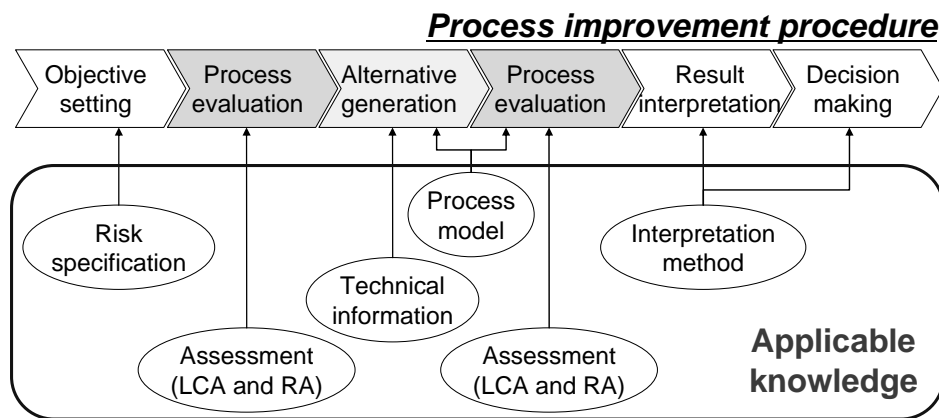 Process improvement procedure
Objective
setting
Process
evaluation
Alternative
generation
Process
evaluation
Result
interpretation
Decision
making
Risk
specification
Process
model
Interpretation
method
Technical
information
Assessment
(LCA and RA)
Assessment
(LCA and RA)
Applicable
knowledge